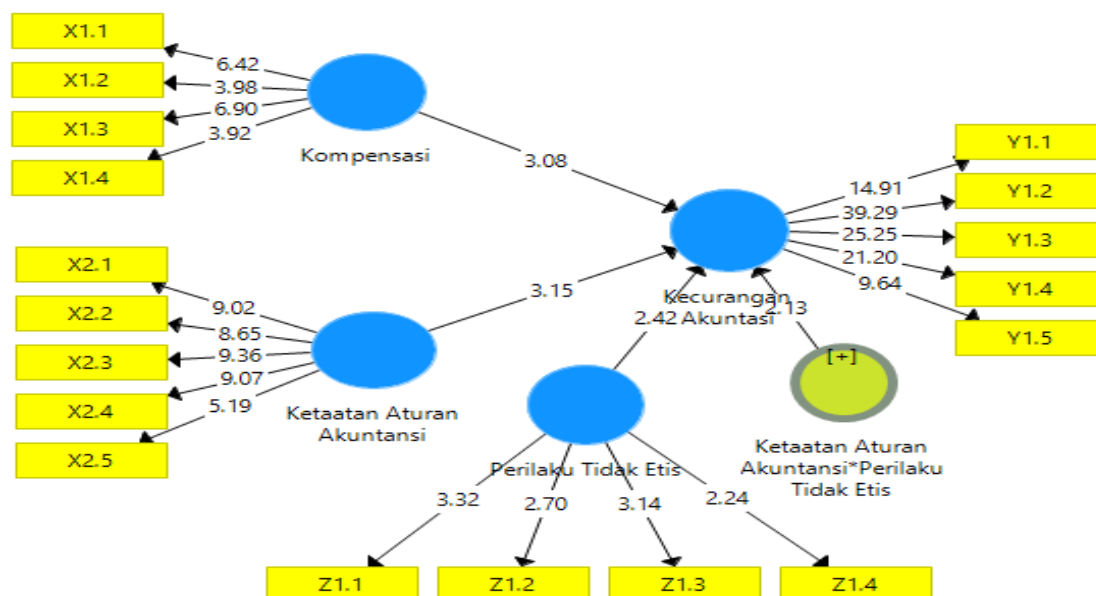 X1.1
X1.2
X1.3
X1.4
6.42
3.98
6.90
3.92
Kompensasi
3.08
X2.1
X2.2
X2.3
X2.4
X2.5
9.02
8.65
9.36
9.07
5.19
Ketaatan Aturan
Akuntansi
3.15
Kecurangan
Akuntasi
14.91
39.29
25.25
21.20
9.64
Y1.1
Y1.2
Y1.3
Y1.4
Y1.5
2.42
2.13
[+]
Ketaatan Aturan
Akuntansi*Perilaku
Tidak Etis
Perilaku Tidak Etis
3.32
2.70
3.14
2.24
Z1.1
Z1.2
Z1.3
Z1.4